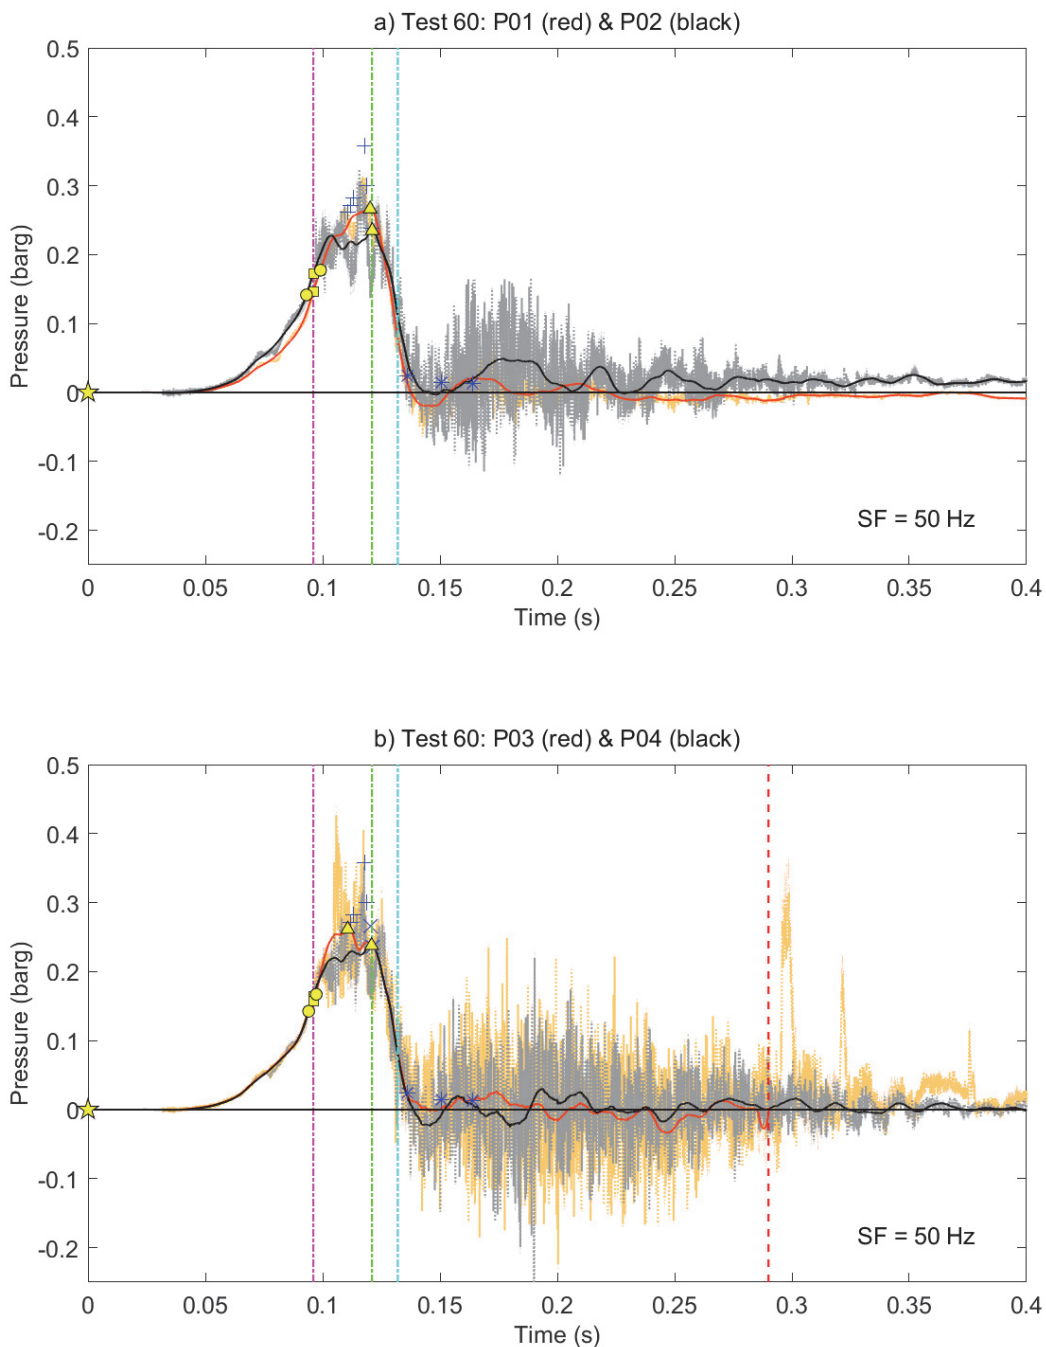 a) Test 60: P01 (red) & P02 (black)
0.5
0.4
0.3
0.2
0.1
0
-0.1
-0.2
Pressure (barg)
SF = 50 Hz
0 0.05 0.1 0.15 0.2 0.25 0.3 0.35 0.4
Time (s)
b) Test 60: P03 (red) & P04 (black)
0.5
0.4
0.3
0.2
0.1
0
-0.1
-0.2
Pressure (barg)
SF = 50 Hz
0 0.05 0.1 0.15 0.2 0.25 0.3 0.35 0.4
Time (s)